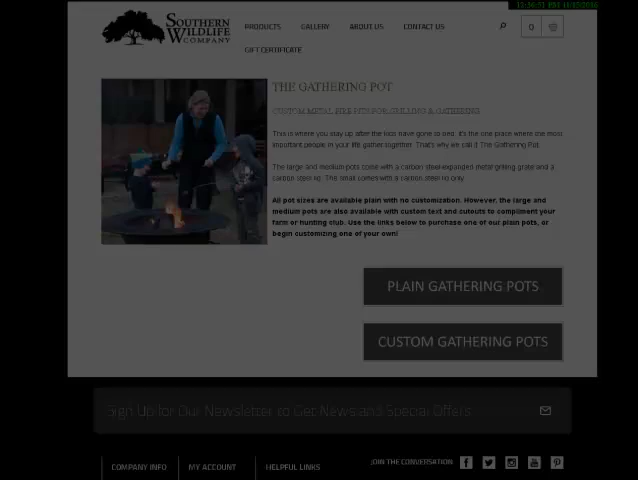 SOUTHERN
WILDLIFE
COMPANY
PRODUCTS GALLERY ABOUT US CONTACT US 0
GIFT CERTIFICATE
THE GATHERING POT
CUSTOM METAL FIRE PITS FOR GRILLING & GATHERING
This is where you stay up after the kids have gone to bed. It's the one place where the most
important people in your life gather together. That's why we call it The Gathering Pot.
The large and medium pots come with a carbon steel expanded metal grilling grate and a
carbon steel lid. The small comes with a carbon steel lid only.
All pot sizes are available plain with no customization. However, the large and
medium pots are also available with custom text and cutouts to compliment your
farm or hunting club. Use the links below to purchase one of our plain pots, or
begin customizing one of your own!
PLAIN GATHERING POTS
CUSTOM GATHERING POTS
Sign Up for Our Newsletter to Get News and Special Offers
COMPANY INFO MY ACCOUNT HELPFUL LINKS JOIN THE CONVERSATION